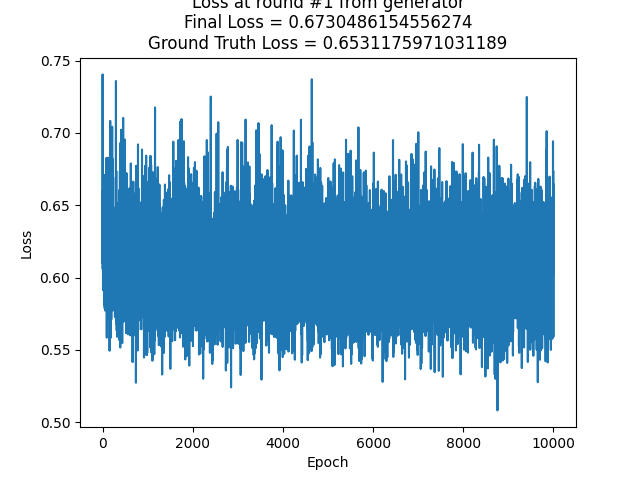 Loss at round #1 from generator
Final Loss = 0.6730486154556274
Ground Truth Loss = 0.6531175971031189
0.75
0.70
0.65
0.60
0.55
0.50
Loss
0
2000
4000
6000
8000
10000
Epoch